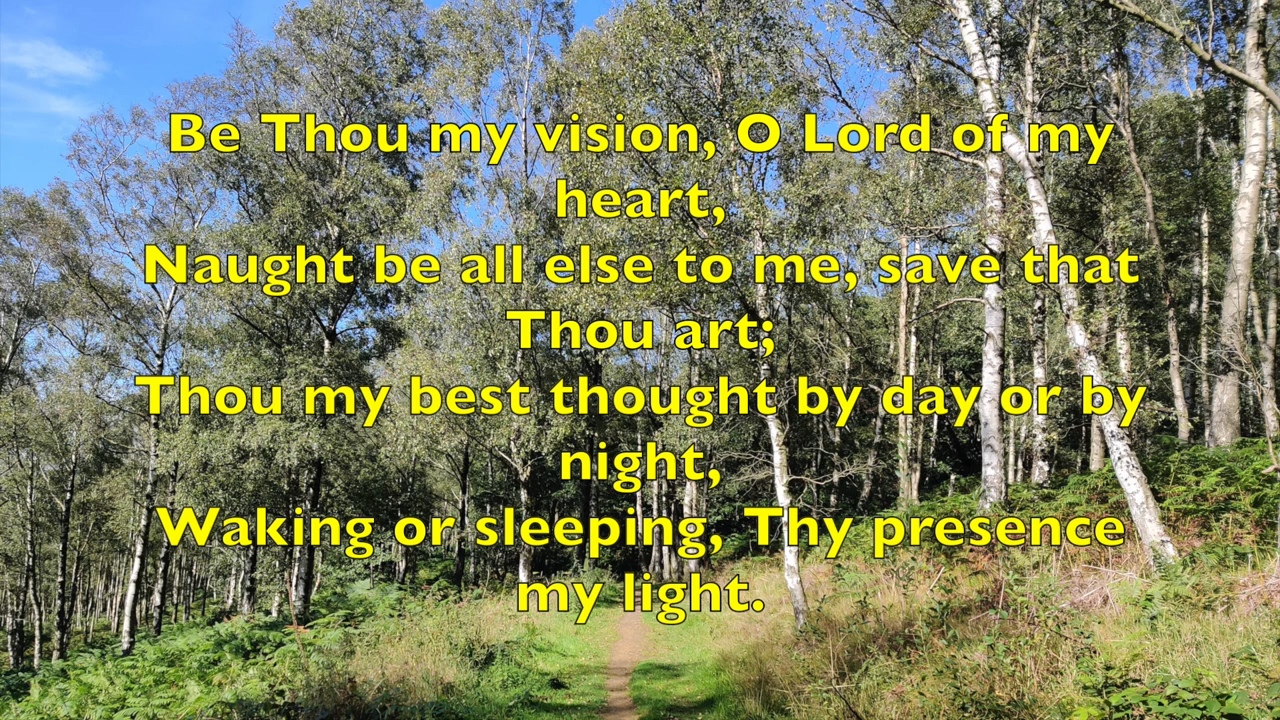 Be Thou my vision, O Lord of my
heart,
Naught be all else to me, save that
Thou art;
Thou my best thought by day or by
night,
Waking or sleeping, Thy presence
my light.